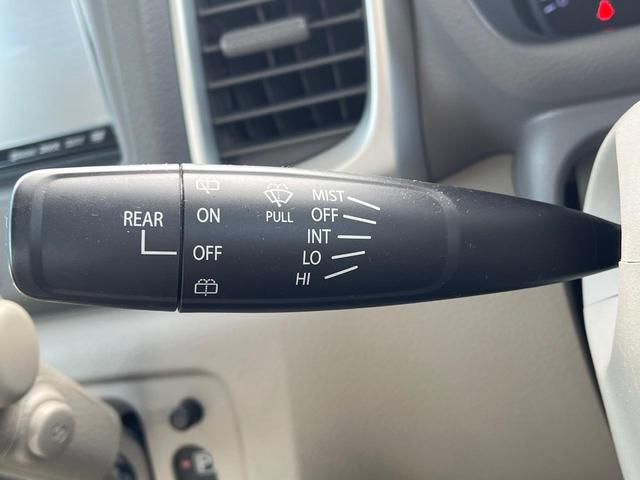 REAR
ON
OFF
PULL
MIST
OFF
INT
LO
HI
P